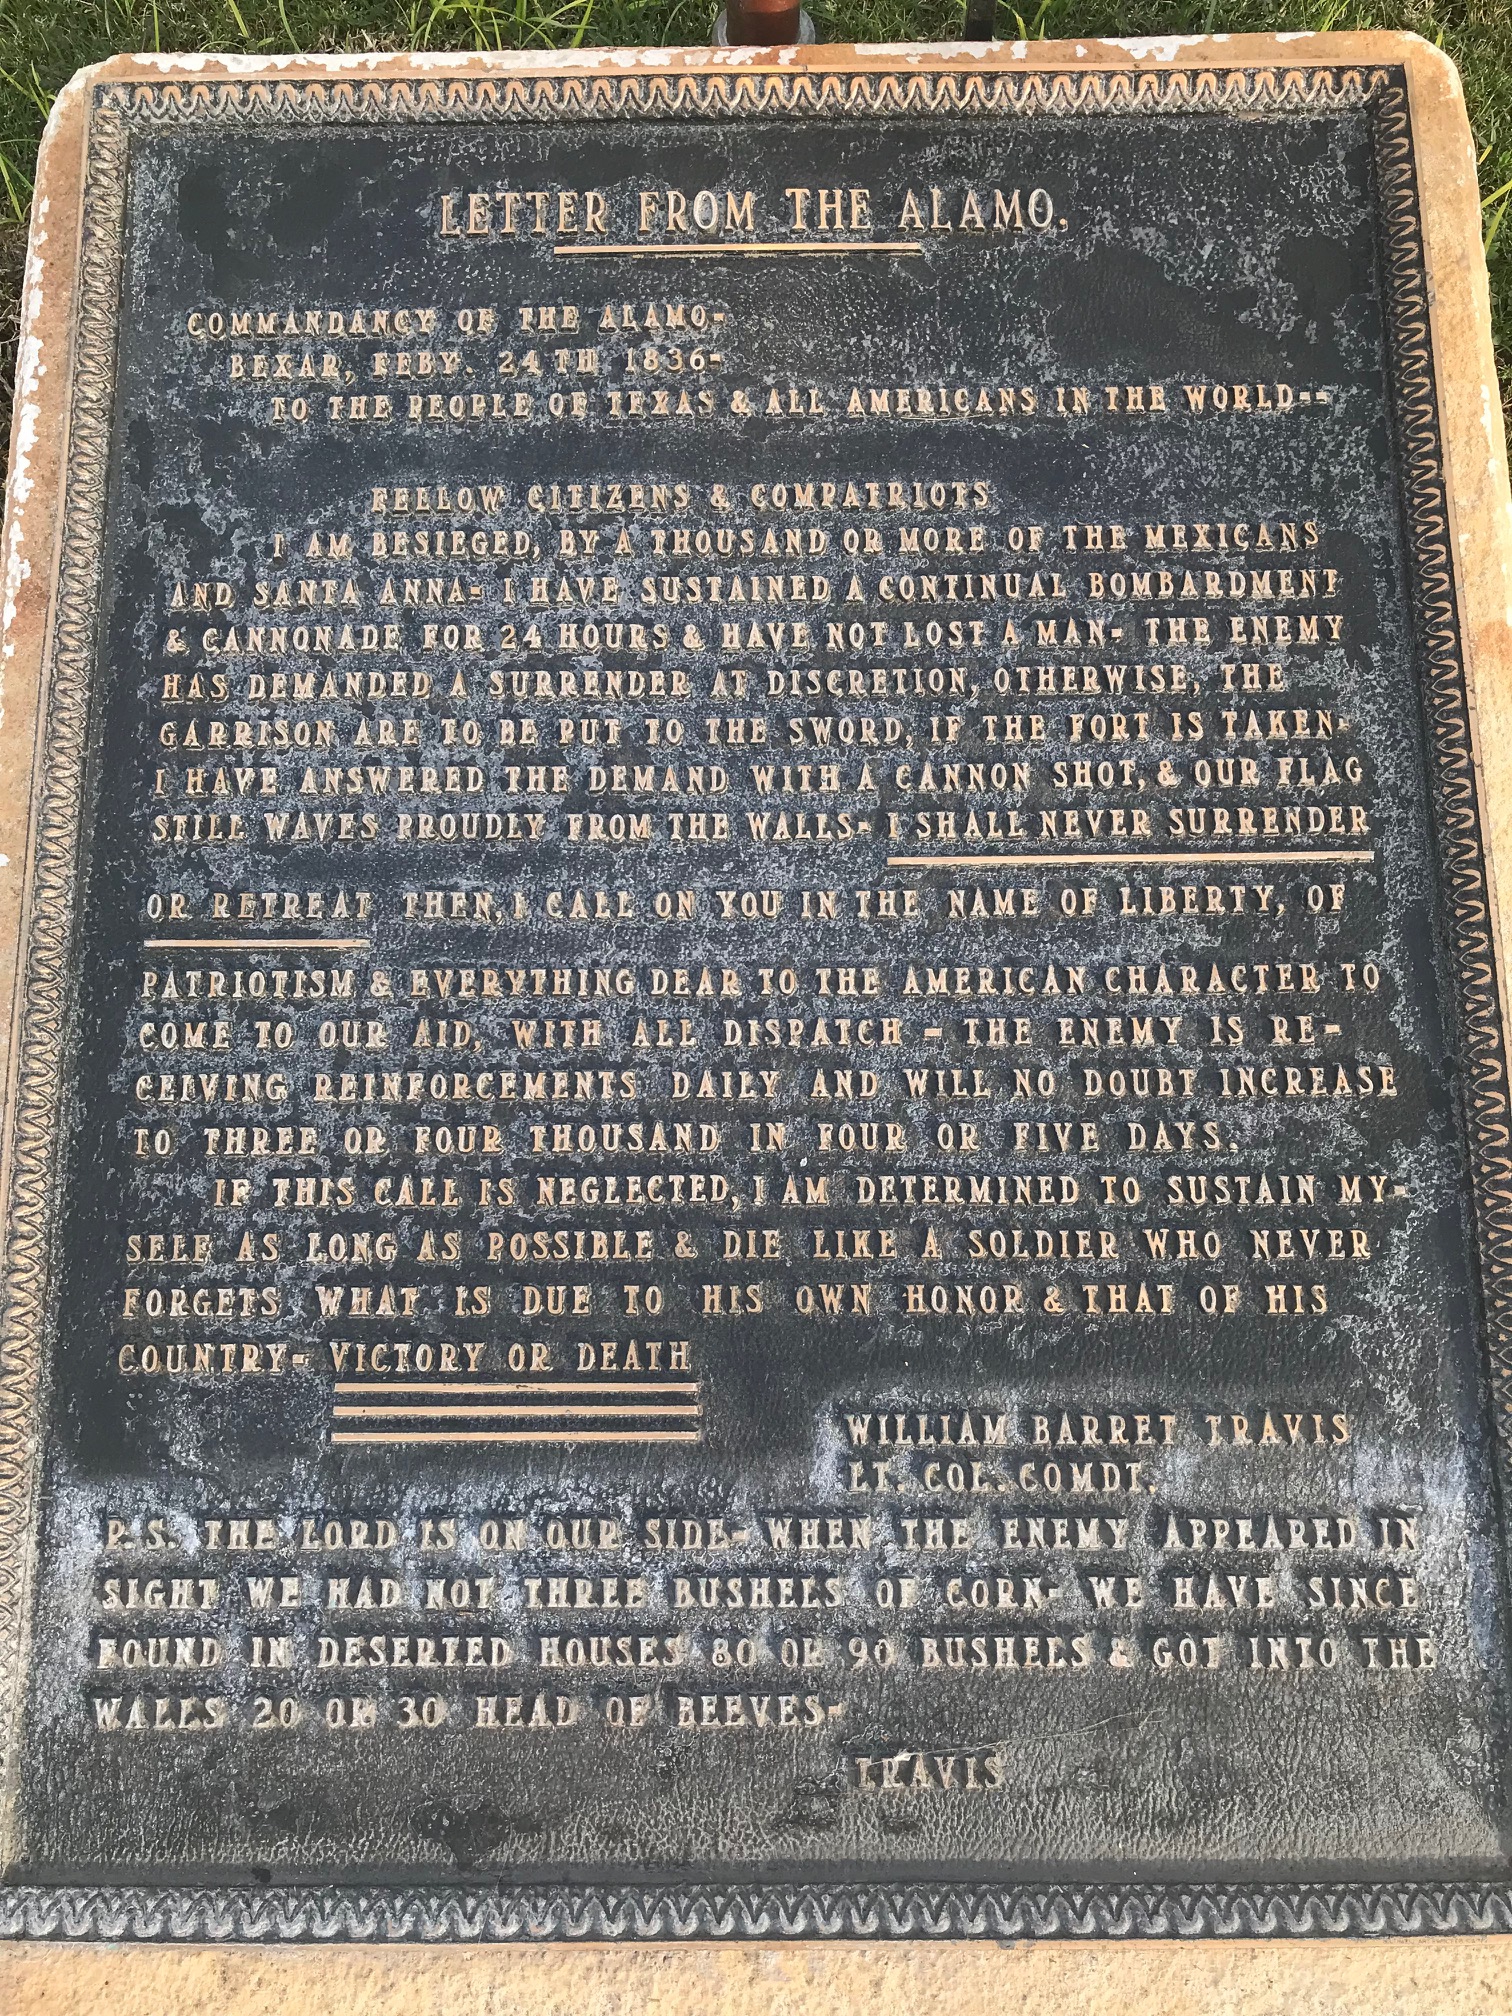 LETTER FROM THE ALAMO.
COMMANDANCY OF THE ALAMO-
BEXAR, FEBY. 24TH 1836-
TO THE PEOPLE OF TEXAS & ALL AMERICANS IN THE WORLD--
FELLOW CITIZENS & COMPATRIOTS
I AM BESIEGED, BY A THOUSAND OR MORE OF THE MEXICANS
AND SANTA ANNA- I HAVE SUSTAINED A CONTINUAL BOMBARDMENT
& CANNONADE FOR 24 HOURS & HAVE NOT LOST A MAN- THE ENEMY
HAS DEMANDED A SURRENDER AT DISCRETION, OTHERWISE, THE
GARRISON ARE TO BE PUT TO THE SWORD, IF THE FORT IS TAKEN-
I HAVE ANSWERED THE DEMAND WITH A CANNON SHOT, & OUR FLAG
STILL WAVES PROUDLY FROM THE WALLS- I SHALL NEVER SURRENDER
OR RETREAT THEN, I CALL ON YOU IN THE NAME OF LIBERTY, OF
PATRIOTISM & EVERYTHING DEAR TO THE AMERICAN CHARACTER TO
COME TO OUR AID, WITH ALL DISPATCH - THE ENEMY IS RE-
CEIVING REINFORCEMENTS DAILY AND WILL NO DOUBT INCREASE
TO THREE OR FOUR THOUSAND IN FOUR OR FIVE DAYS.
IF THIS CALL IS NEGLECTED, I AM DETERMINED TO SUSTAIN MY-
SELF AS LONG AS POSSIBLE & DIE LIKE A SOLDIER WHO NEVER
FORGETS WHAT IS DUE TO HIS OWN HONOR & THAT OF HIS
COUNTRY- VICTORY OR DEATH
WILLIAM BARRET TRAVIS
LT. COL. COMDT.
P.S. THE LORD IS ON OUR SIDE- WHEN THE ENEMY APPEARED IN
SIGHT WE HAD NOT THREE BUSHELS OF CORN- WE HAVE SINCE
FOUND IN DESERTED HOUSES 80 OR 90 BUSHELS & GOT INTO THE
WALLS 20 OR 30 HEAD OF BEEVES-
TRAVIS